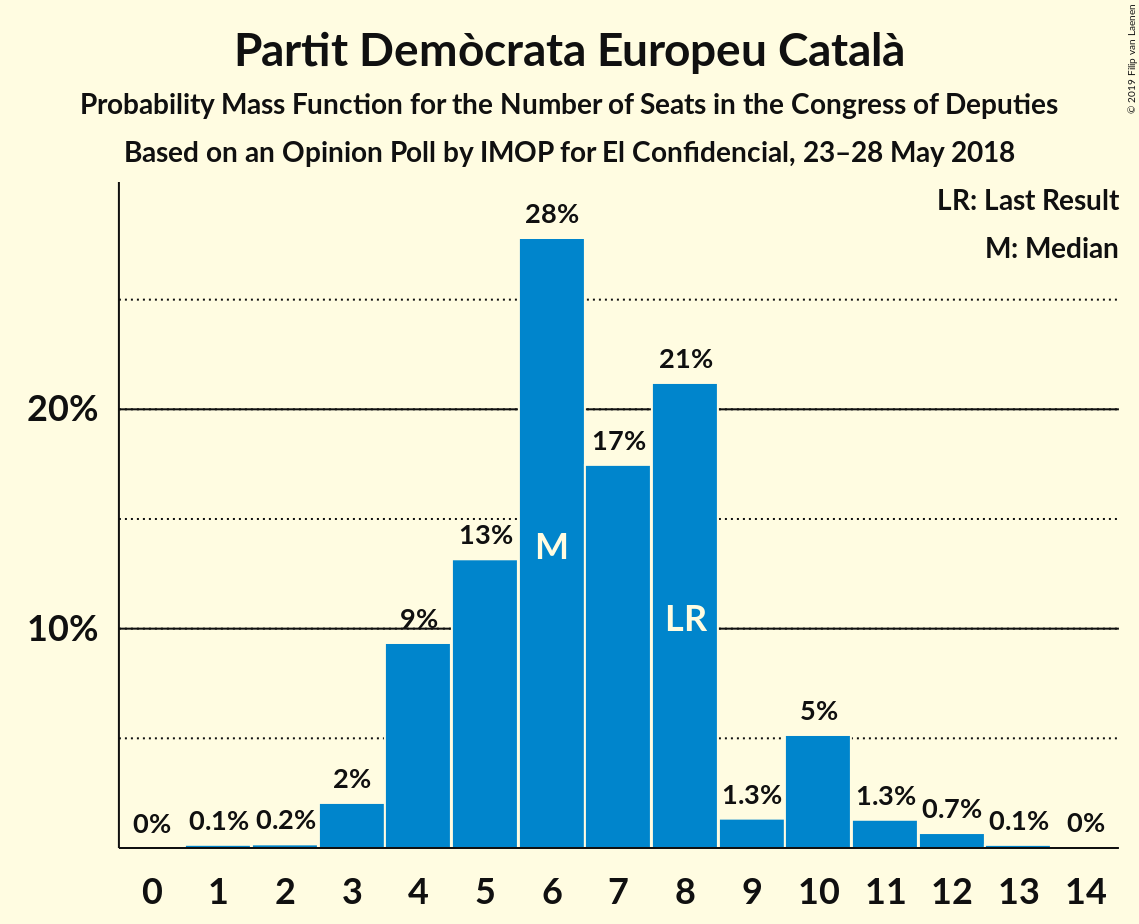 Partit Demòcrata Europeu Català
Probability Mass Function for the Number of Seats in the Congress of Deputies
Based on an Opinion Poll by IMOP for El Confidencial, 23–28 May 2018
© 2019 Filip van Laenen
LR: Last Result
M: Median
20%
10%
0%
0.1%
0.2%
2%
9%
13%
28%
17%
21%
1.3%
5%
1.3%
0.7%
0.1%
0%
M
LR
0 1 2 3 4 5 6 7 8 9 10 11 12 13 14